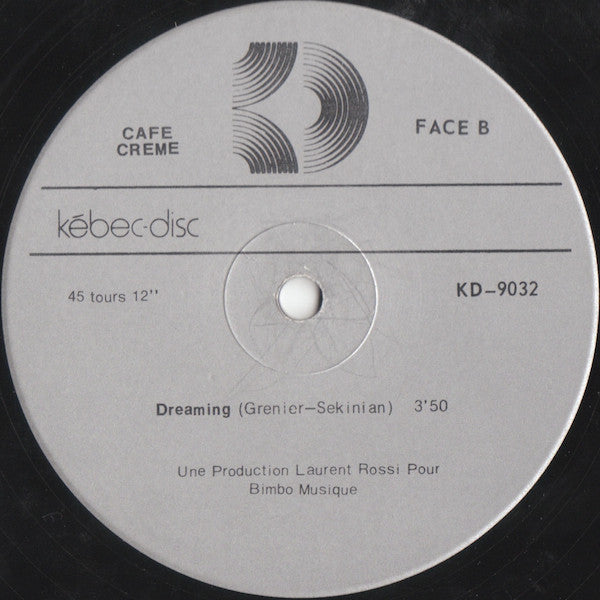 CAFE
CREME
FACE B
kébec-disc
45 tours 12''
KD-9032
Dreaming (Grenier-Sekinian) 3'50
Une Production Laurent Rossi Pour
Bimbo Musique